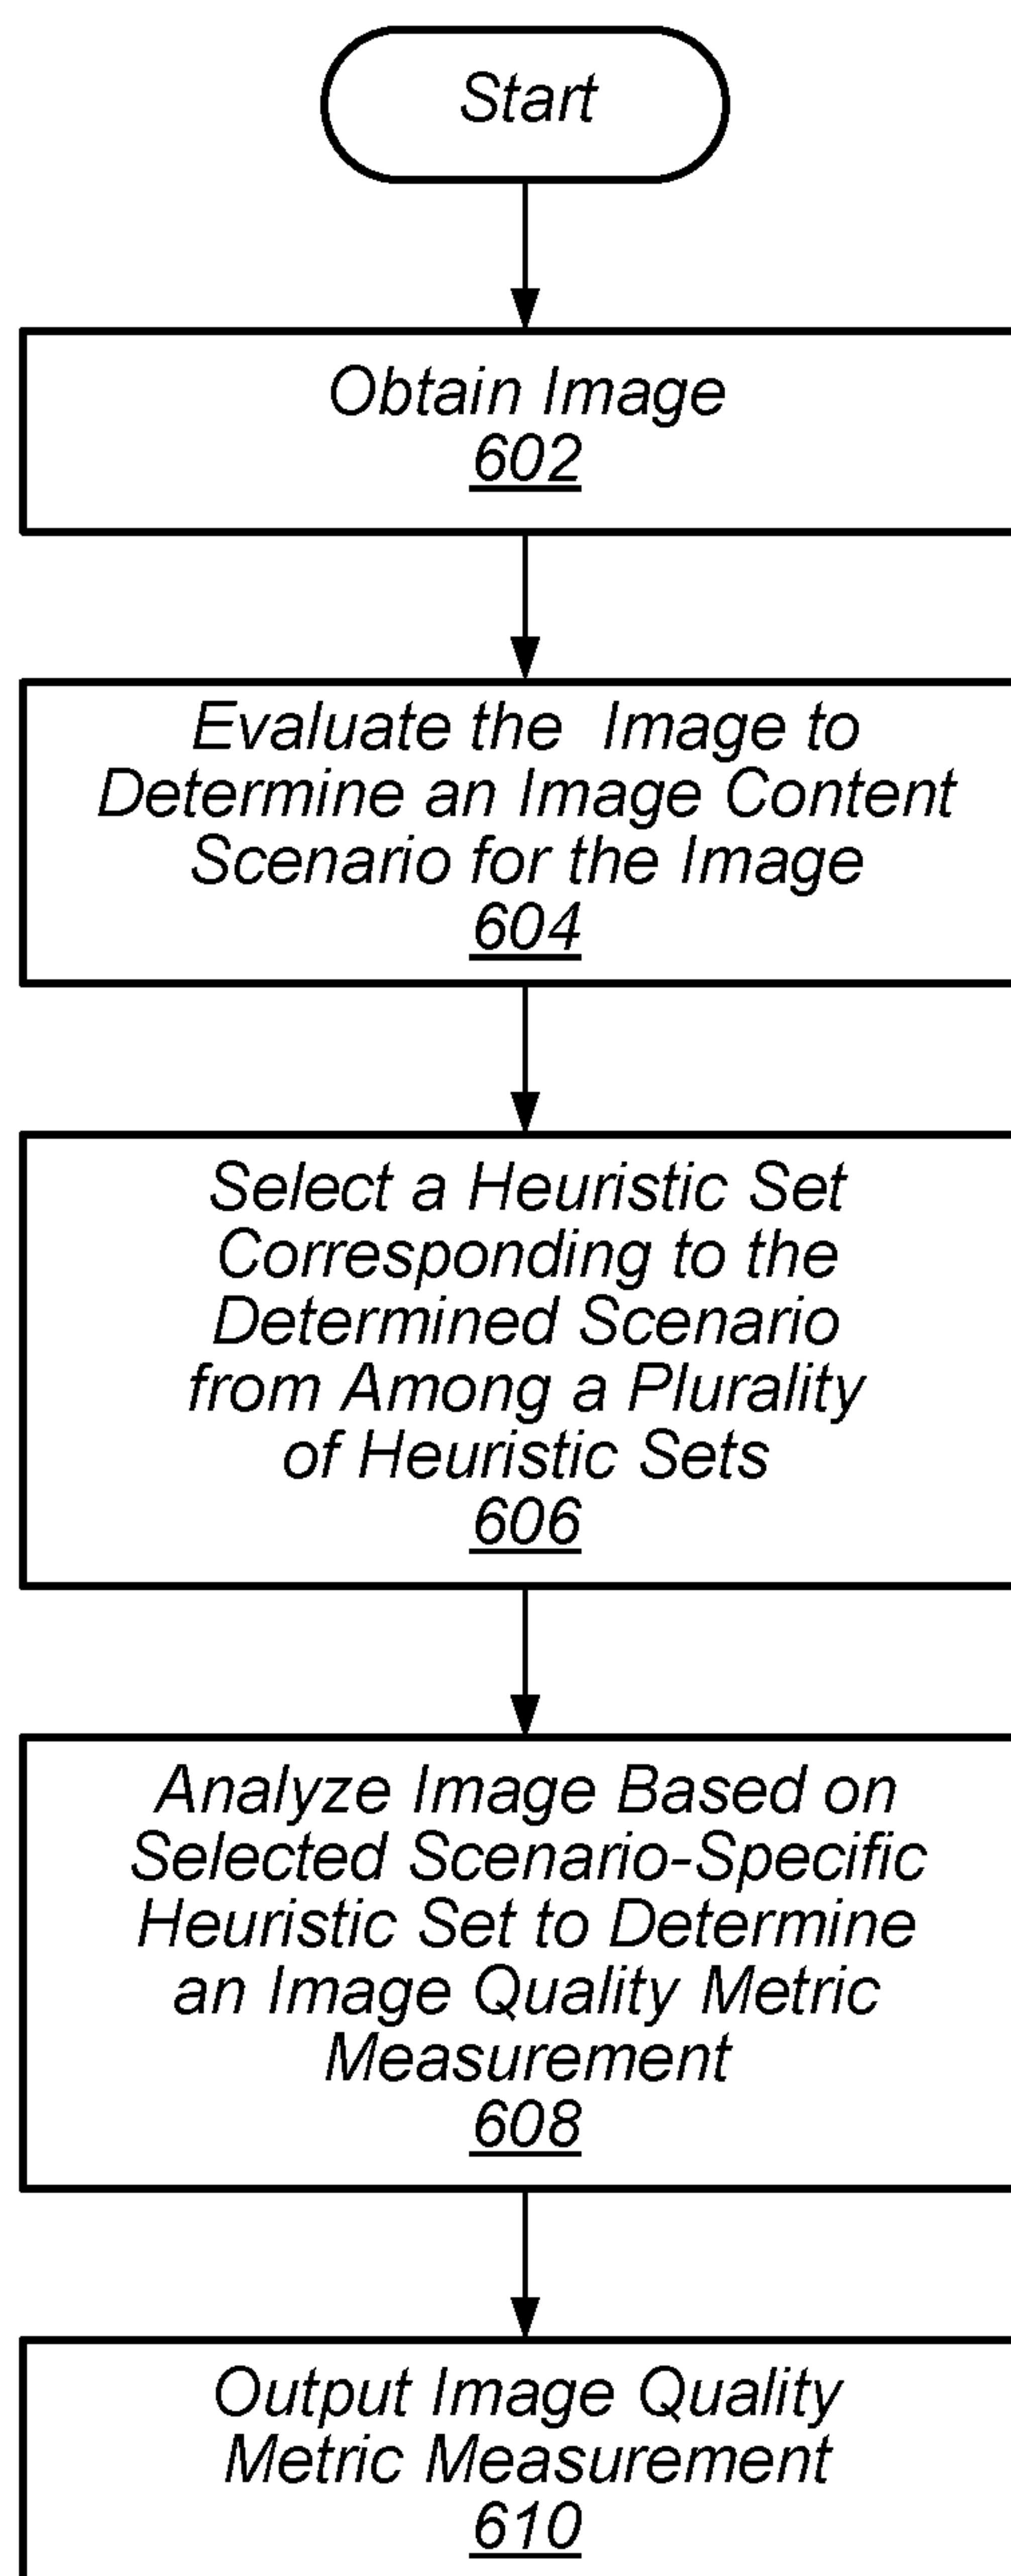 Start
Obtain Image
602
Evaluate the Image to
Determine an Image Content
Scenario for the Image
604
Select a Heuristic Set
Corresponding to the
Determined Scenario
from Among a Plurality
of Heuristic Sets
606
Analyze Image Based on
Selected Scenario-Specific
Heuristic Set to Determine
an Image Quality Metric
Measurement
608
Output Image Quality
Metric Measurement
610